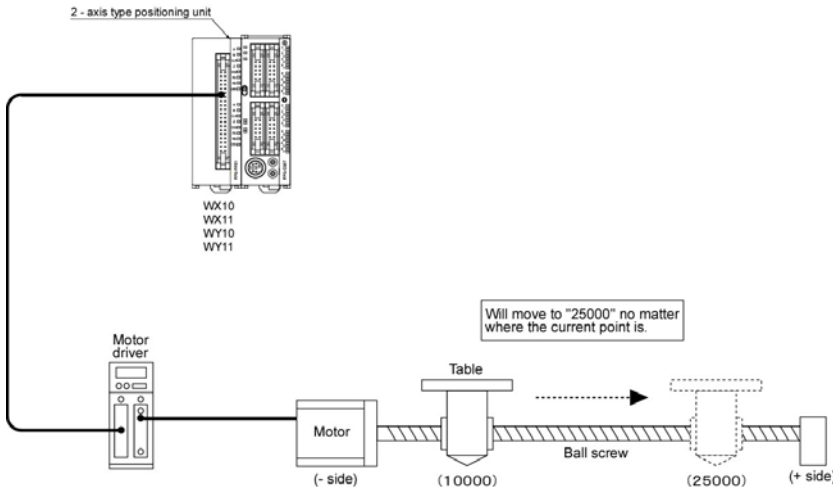 2 - axis type positioning unit
WX10
WX11
WY10
WY11
Will move to "25000" no matter
where the current point is.
Motor
driver
Table
Motor
Ball screw
(- side)
(10000)
(25000)
(+ side)